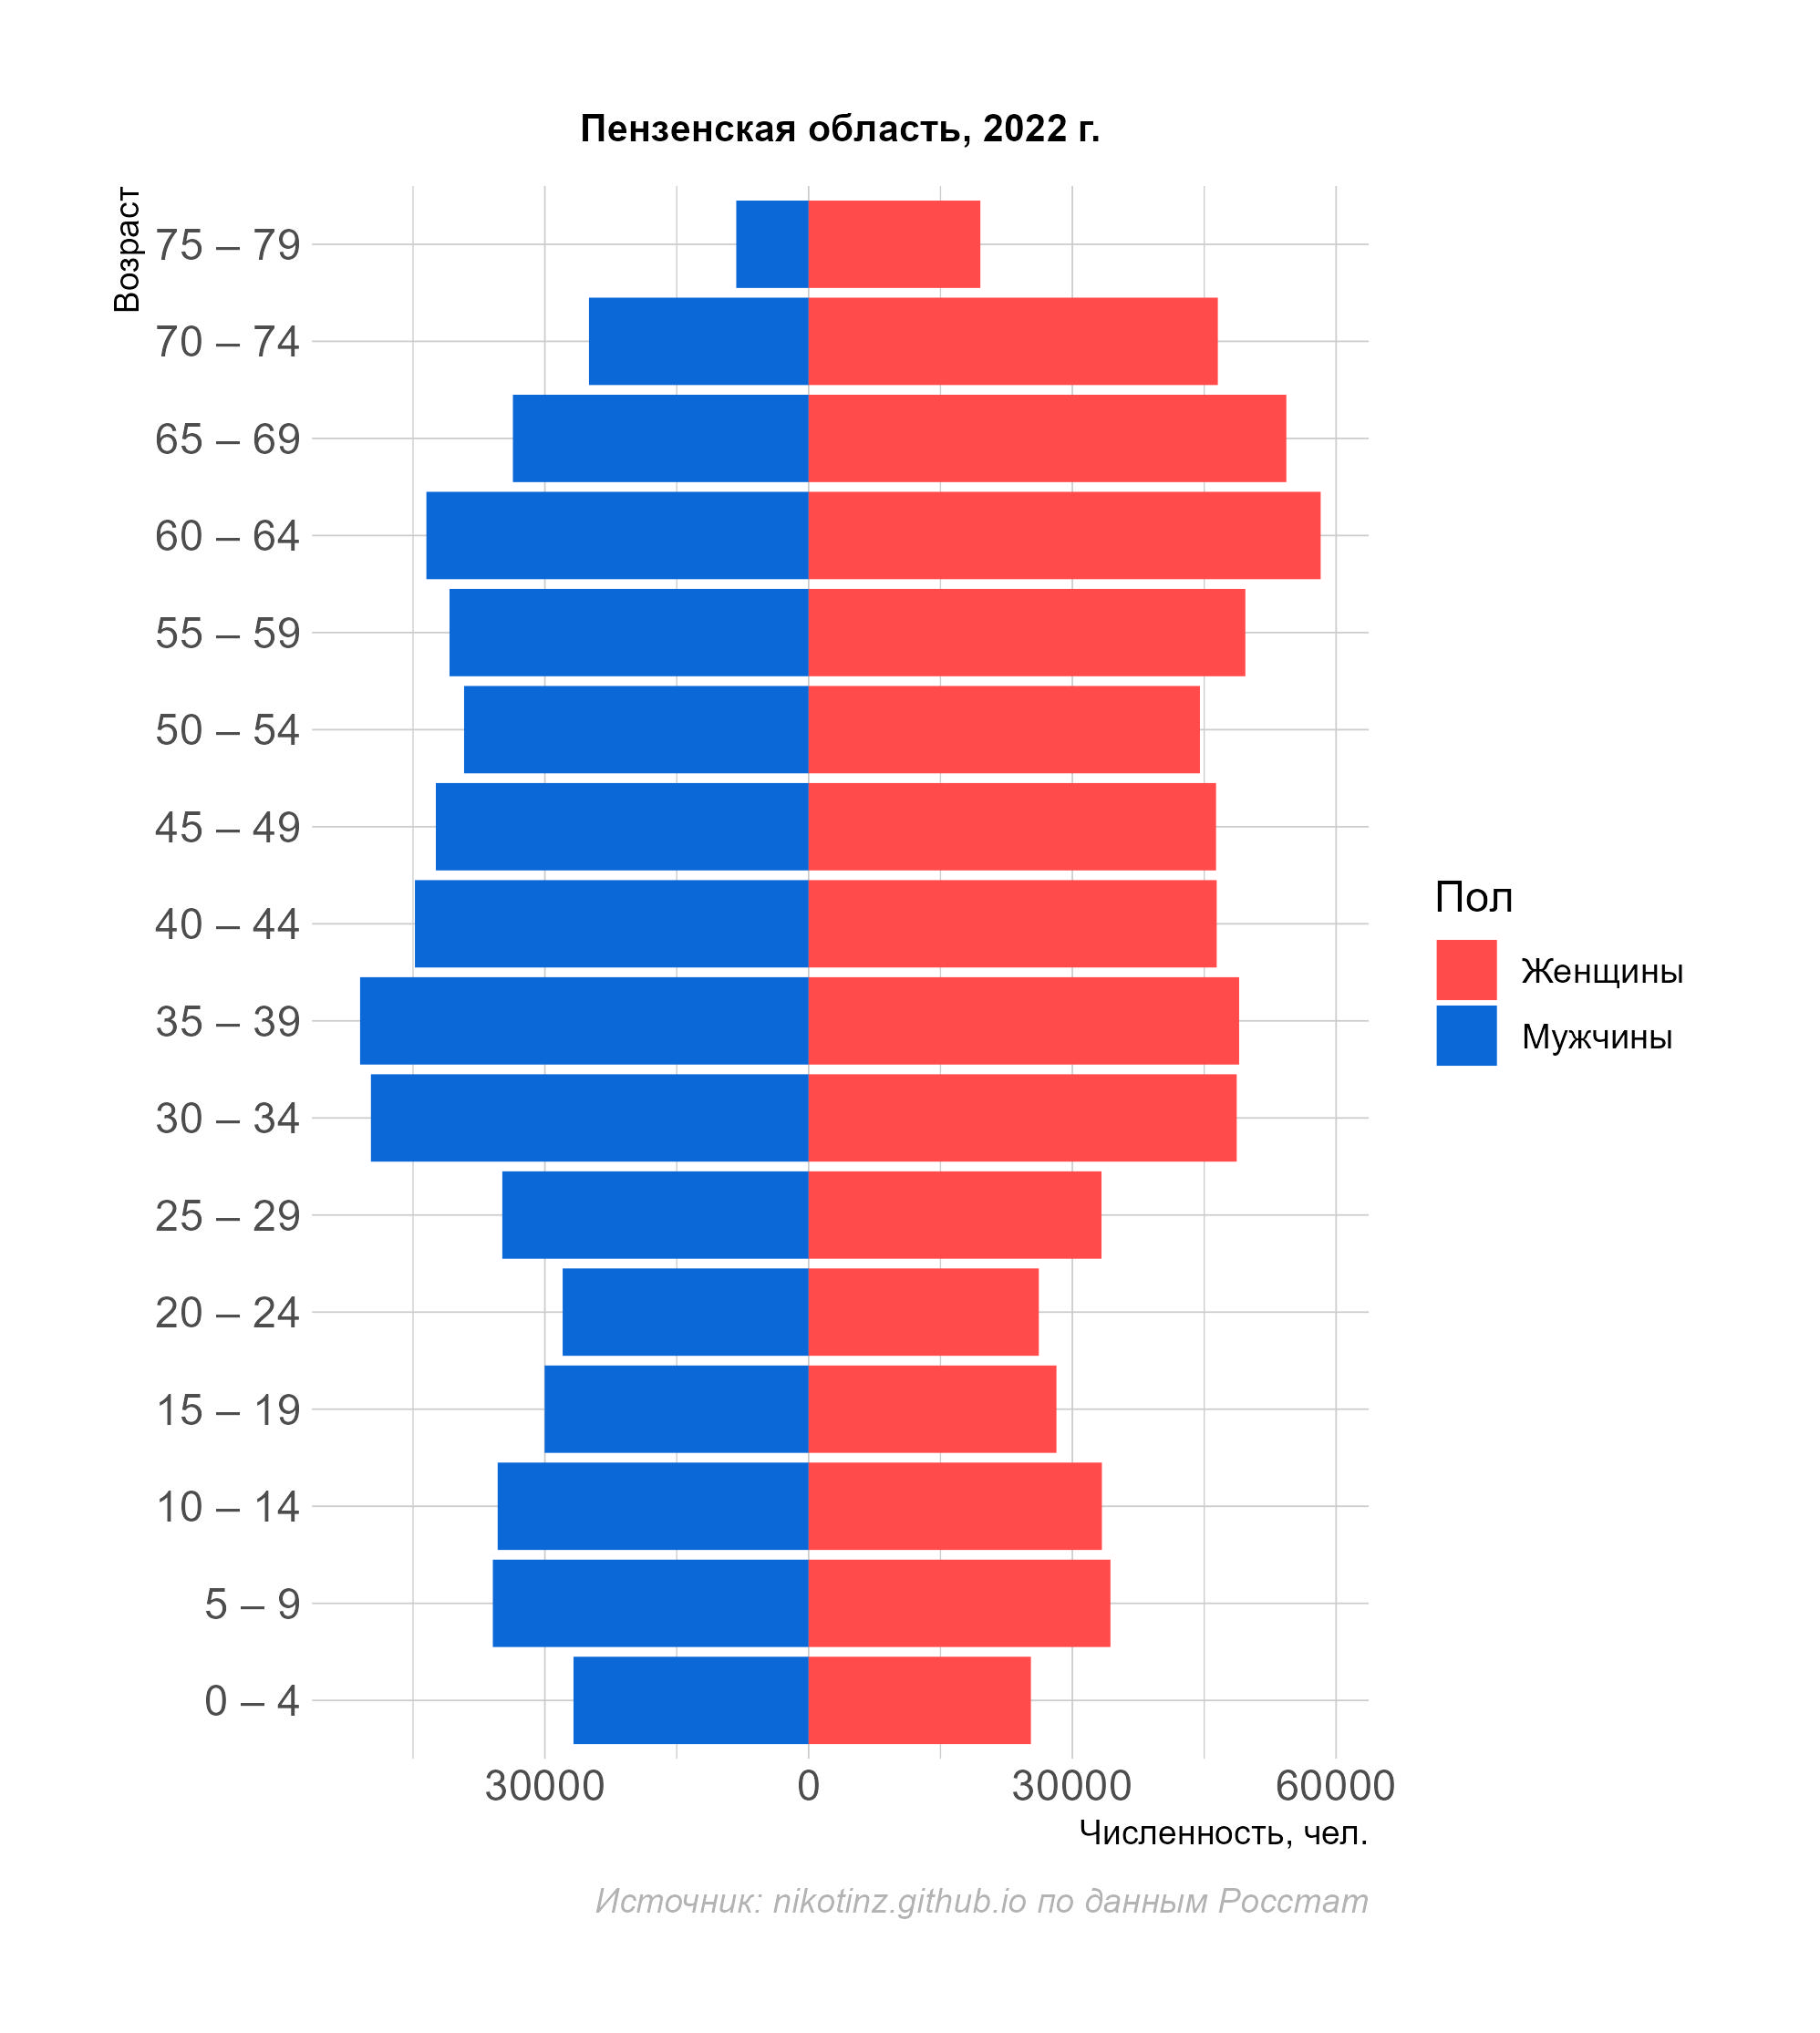 Пензенская область, 2022 г.
Возраст
75 – 79
70 – 74
65 – 69
60 – 64
55 – 59
50 – 54
45 – 49
40 – 44
35 – 39
30 – 34
25 – 29
20 – 24
15 – 19
10 – 14
5 – 9
0 – 4
30000 0 30000 60000
Численность, чел.
Пол
Женщины
Мужчины
Источник: nikotinz.github.io по данным Росстат